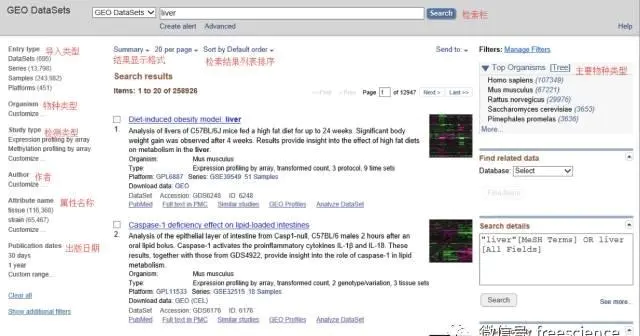 GEO DataSets
GEO DataSets
liver
Search
检索栏
Create alert Advanced
Help
Entry type 导入类型
DataSets (695)
Series (13,798)
Samples (243,982)
Platforms (451)
Organism 物种类型
Customize ...
Study type 检测类型
Expression profiling by array
Methylation profiling by array
Customize ...
Author 作者
Customize ...
Attribute name 属性名称
tissue (116,366)
strain (65,467)
Publication dates 出版日期
30 days
1 year
Custom range...
Clear all
Show additional filters
Summary 20 per page Sort by Default order
Send to:
结果显示格式 检索结果列表排序
Search results
Items: 1 to 20 of 258926
<< First < Prev Page 1 of 12947 Next > Last >>
Diet-induced obesity model: liver
1. Analysis of livers of C57BL/6J mice fed a high fat diet for up to 24 weeks. Significant body
weight gain was observed after 4 weeks. Results provide insight into the effect of high fat diets
on metabolism in the liver.
Organism: Mus musculus
Type: Expression profiling by array, transformed count, 3 protocol, 9 time sets
Platform: GPL6887 Series: GSE39549 51 Samples
Download data: GEO
DataSet Accession: GDS6248 ID: 6248
PubMed Full text in PMC Similar studies GEO Profiles Analyze DataSet
Caspase-1 deficiency effect on lipid-loaded intestines
2. Analysis of the epithelial layer of intestine from Casp1-null, C57BL/6 males 2 hours after an
oral lipid bolus. Caspase-1 activates the proinflammatory cytokines IL-1β and IL-18. These
results, together with those from GDS4922, provide insight into the role of caspase-1 in lipid
metabolism.
Organism: Mus musculus
Type: Expression profiling by array, transformed count, 2 genotype/variation, 3 tissue sets
Platform: GPL11533 Series: GSE32515 18 Samples
Download data: GEO (CEL)
DataSet Accession: GDS6176 ID: 6176
PubMed Full text in PMC Similar studies GEO Profiles Analyze DataSet
Filters: Manage Filters
Top Organisms [Tree] 主要物种类型
Homo sapiens (107349)
Mus musculus (67221)
Rattus norvegicus (29976)
Saccharomyces cerevisiae (3653)
Pimephales promelas (3636)
More...
Find related data
Database: Select
Find items
Search details
"liver"[MeSH Terms] OR liver
[All Fields]
Search
See more...
微信号: freescience